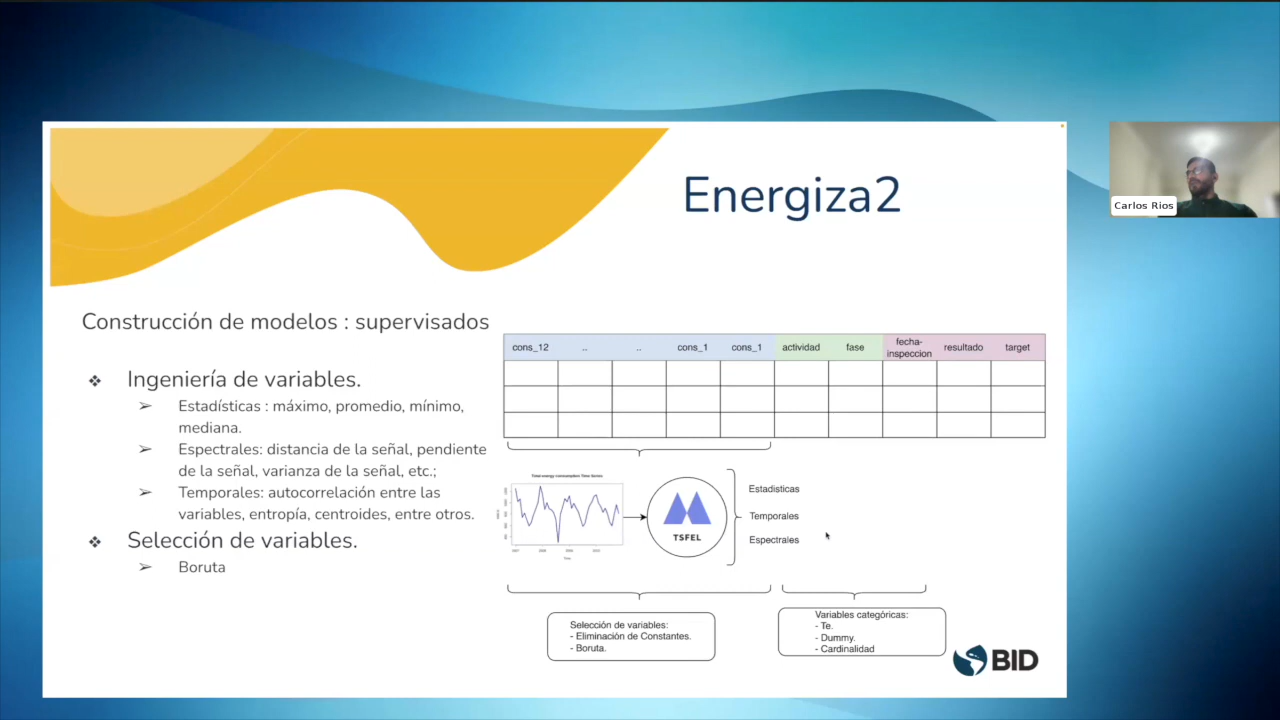 Energiza2
Carlos Rios
Construcción de modelos : supervisados
❖ Ingeniería de variables.
➢ Estadísticas : máximo, promedio, mínimo,
mediana.
➢ Espectrales: distancia de la señal, pendiente
de la señal, varianza de la señal, etc.;
➢ Temporales: autocorrelación entre las
variables, entropía, centroides, entre otros.
❖ Selección de variables.
➢ Boruta
cons_12 .. .. cons_1 cons_1 actividad fase fecha-inspeccion resultado target
Time
TSFEL
Estadisticas
Temporales
Espectrales
Selección de variables:
- Eliminación de Constantes.
- Boruta.
Variables categóricas:
- Te.
- Dummy.
- Cardinalidad
BID